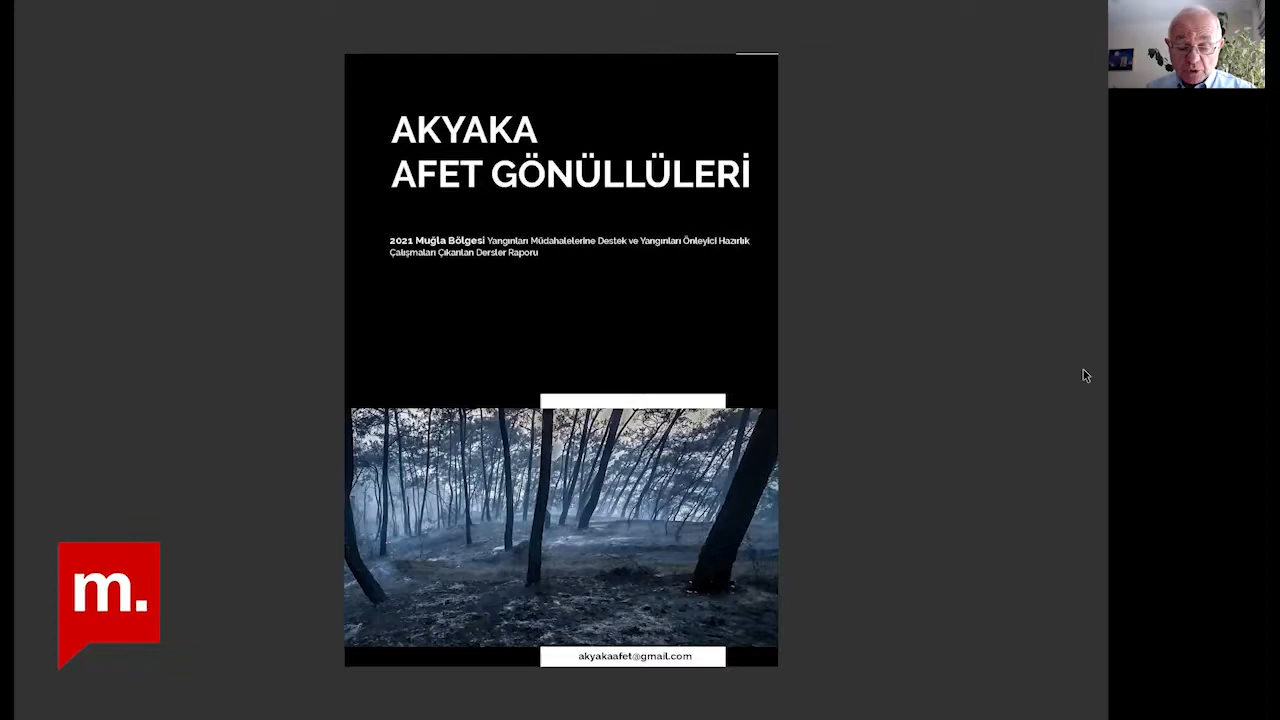 AKYAKA
AFET GÖNÜLLÜLERİ
2021 Muğla Bölgesi Yangınları Müdahalelerine Destek ve Yangınları Önleyici Hazırlık
Çalışmaları Çıkarılan Dersler Raporu
m.
akyakaafet@gmail.com